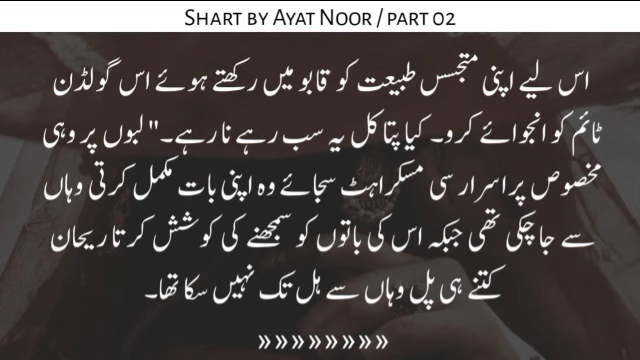 Shart by Ayat Noor / part 02
اس لیے اپنی متجسس طبیعت کو قابو میں رکھتے ہوئے اس گولڈن
ٹائم کو انجوائے کرو۔ کیا پتا کل یہ سب رہے نا رہے۔" لبوں پر وہی
مخصوص پراسرار سی مسکراہٹ سجائے وہ اپنی بات مکمل کرتی وہاں
سے جا چکی تھی جبکہ اس کی باتوں کو سمجھنے کی کوشش کرتا ریحان
کتنے ہی پل وہاں سے ہل تک نہیں سکا تھا۔
»»»»»»»»